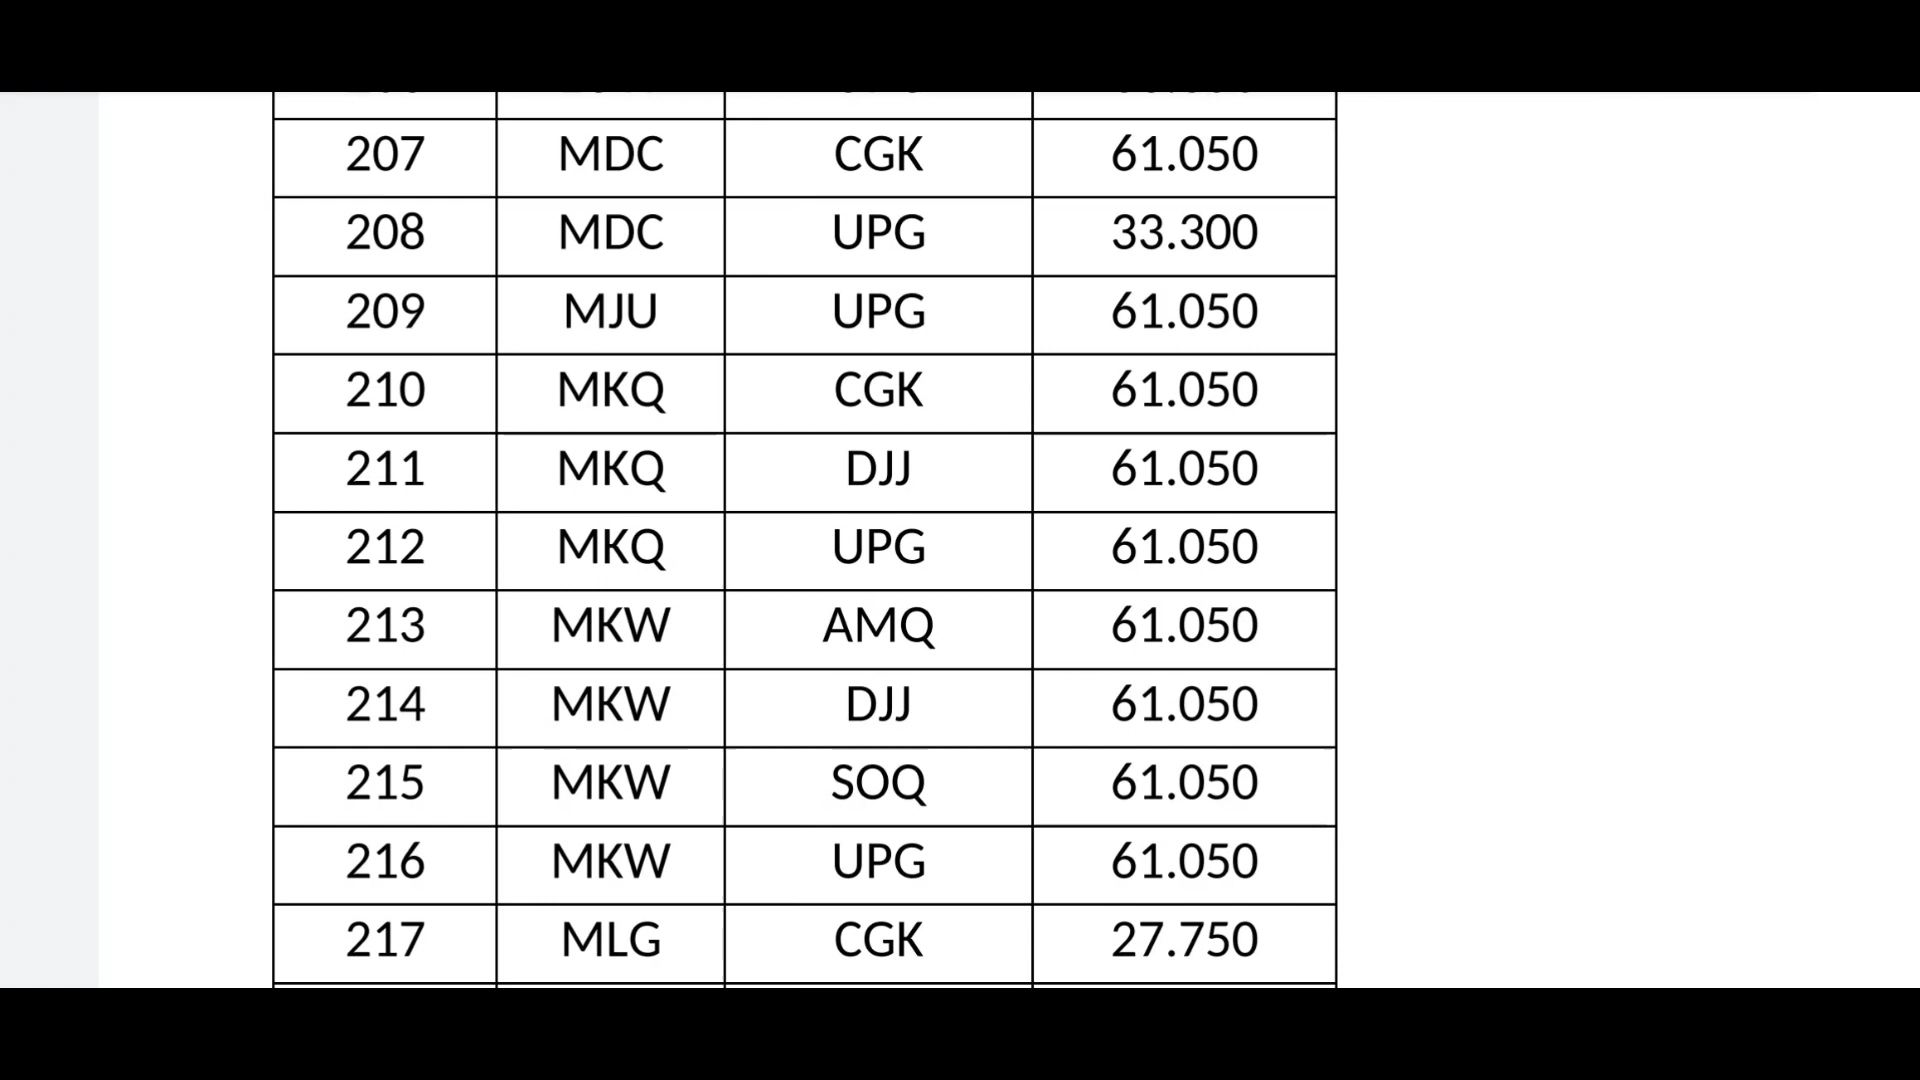 207 MDC CGK 61.050
208 MDC UPG 33.300
209 MJU UPG 61.050
210 MKQ CGK 61.050
211 MKQ DJJ 61.050
212 MKQ UPG 61.050
213 MKW AMQ 61.050
214 MKW DJJ 61.050
215 MKW SOQ 61.050
216 MKW UPG 61.050
217 MLG CGK 27.750